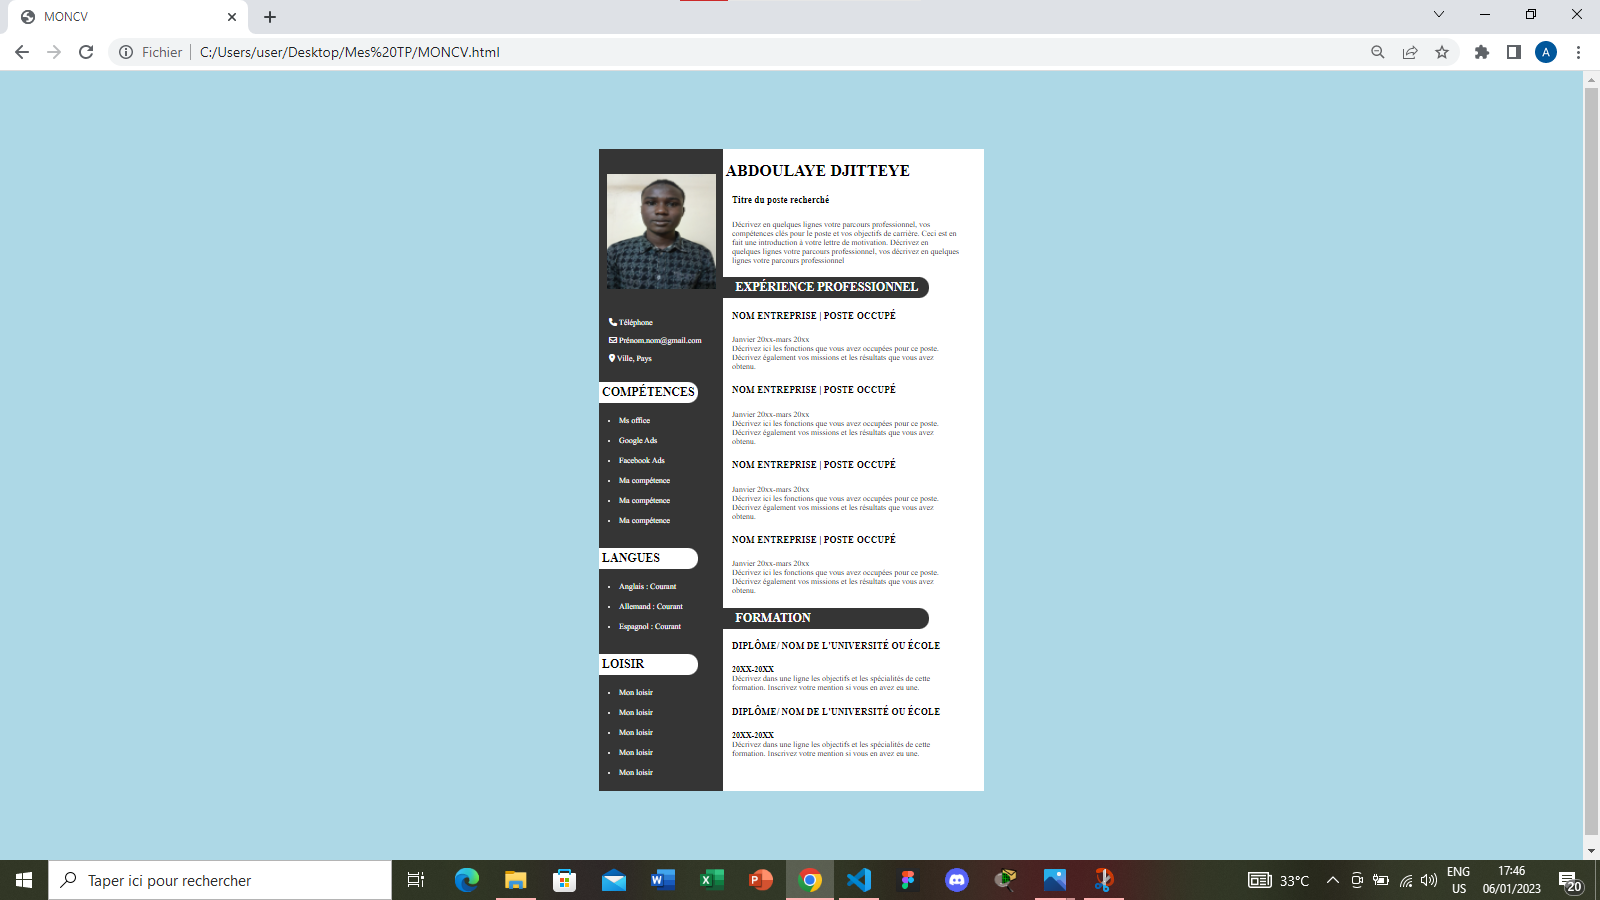 MONCV
Fichier
C:/Users/user/Desktop/Mes%20TP/MONCV.html
A
ABDOULAYE DJITTEYE
Titre du poste recherché
Décrivez en quelques lignes votre parcours professionnel, vos
compétences clés pour le poste et vos objectifs de carrière. Ceci est en
fait une introduction à votre lettre de motivation. Décrivez en
quelques lignes votre parcours professionnel, vos décrivez en quelques
lignes votre parcours professionnel
Téléphone
Prénom.nom@gmail.com
Ville, Pays
COMPÉTENCES
Ms office
Google Ads
Facebook Ads
Ma compétence
Ma compétence
Ma compétence
LANGUES
Anglais : Courant
Allemand : Courant
Espagnol : Courant
LOISIR
Mon loisir
Mon loisir
Mon loisir
Mon loisir
Mon loisir
EXPÉRIENCE PROFESSIONNEL
NOM ENTREPRISE | POSTE OCCUPÉ
Janvier 20xx-mars 20xx
Décrivez ici les fonctions que vous avez occupées pour ce poste.
Décrivez également vos missions et les résultats que vous avez
obtenu.
NOM ENTREPRISE | POSTE OCCUPÉ
Janvier 20xx-mars 20xx
Décrivez ici les fonctions que vous avez occupées pour ce poste.
Décrivez également vos missions et les résultats que vous avez
obtenu.
NOM ENTREPRISE | POSTE OCCUPÉ
Janvier 20xx-mars 20xx
Décrivez ici les fonctions que vous avez occupées pour ce poste.
Décrivez également vos missions et les résultats que vous avez
obtenu.
NOM ENTREPRISE | POSTE OCCUPÉ
Janvier 20xx-mars 20xx
Décrivez ici les fonctions que vous avez occupées pour ce poste.
Décrivez également vos missions et les résultats que vous avez
obtenu.
FORMATION
DIPLÔME/ NOM DE L'UNIVERSITÉ OU ÉCOLE
20XX-20XX
Décrivez dans une ligne les objectifs et les spécialités de cette
formation. Inscrivez votre mention si vous en avez eu une.
DIPLÔME/ NOM DE L'UNIVERSITÉ OU ÉCOLE
20XX-20XX
Décrivez dans une ligne les objectifs et les spécialités de cette
formation. Inscrivez votre mention si vous en avez eu une.
Taper ici pour rechercher
33°C
ENG
US
17:46
06/01/2023
20